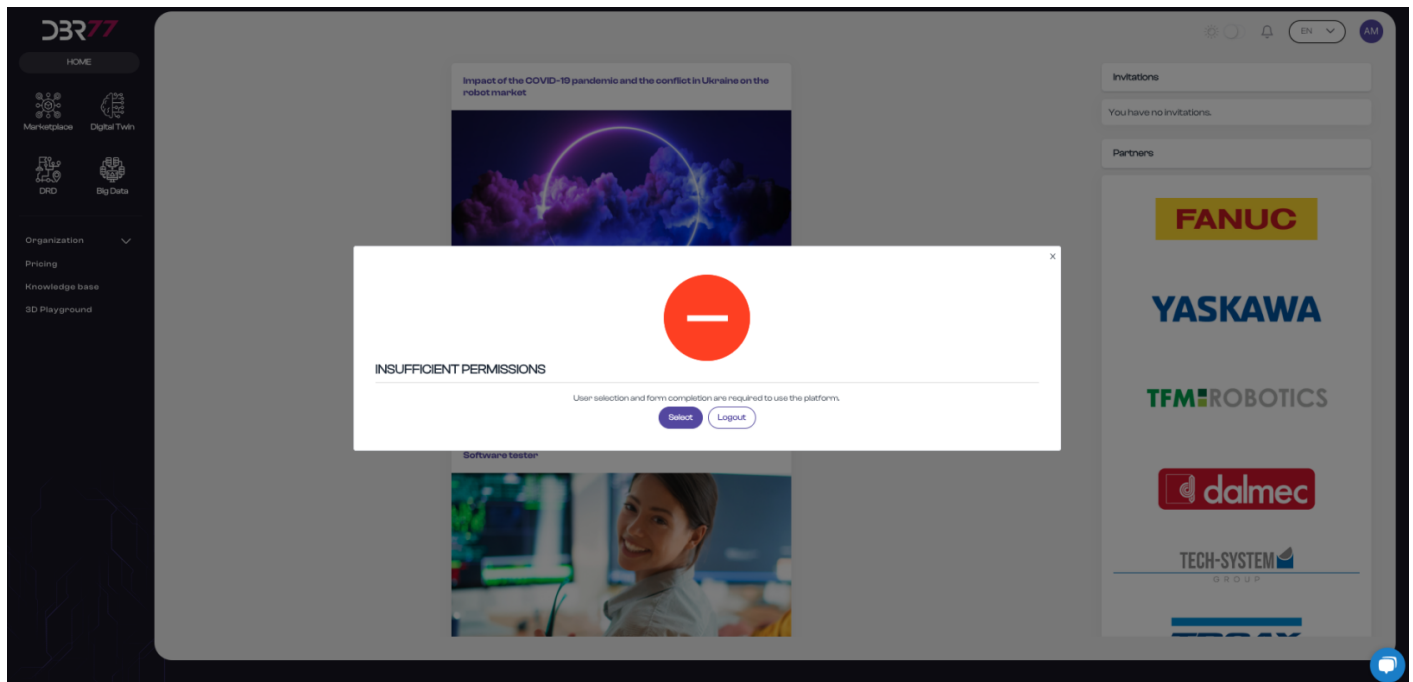 DBR77
HOME
Marketplace
Digital Twin
DRD
Big Data
Organization
Pricing
Knowledge base
3D Playground
EN
AM
Impact of the COVID-19 pandemic and the conflict in Ukraine on the
robot market
Invitations
You have no invitations.
Partners
FANUC
YASKAWA
TFM ROBOTICS
dalmec
TECH-SYSTEM
GROUP
X
INSUFFICIENT PERMISSIONS
User selection and form completion are required to use the platform.
Select
Logout
Software tester